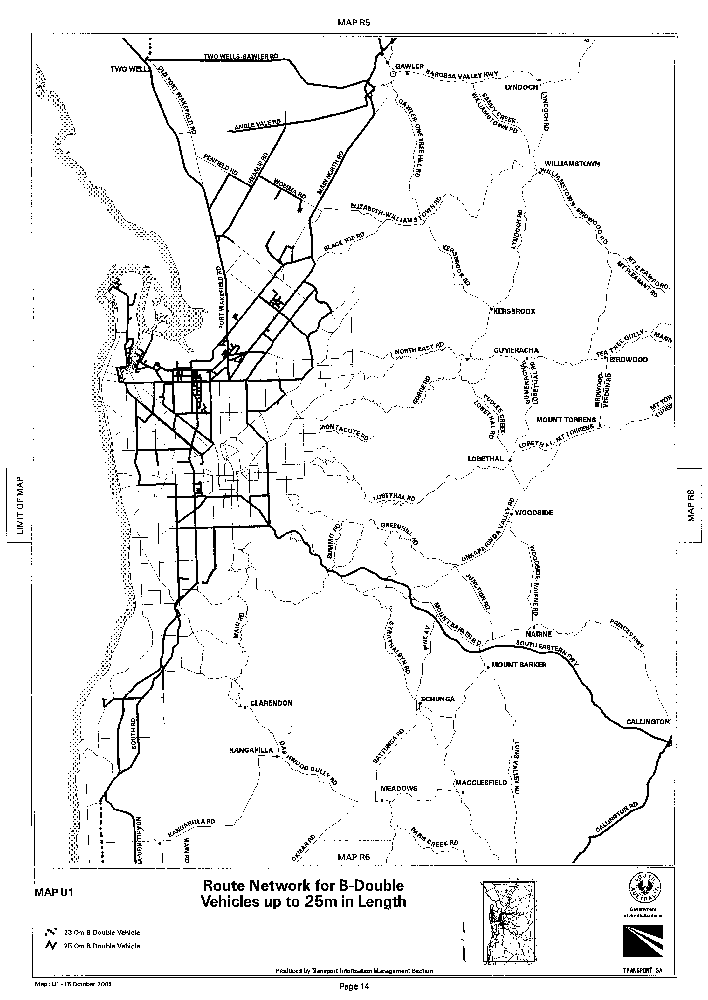 MAP R5
TWO WELLS-GAWLER RD
TWO WELLS
OLD PORT WAKEFIELD RD
GAWLER
BAROSSA VALLEY HWY
LYNDOCH
SANDY CREEK-
WILLIAMSTOWN RD
LYNDOCH RD
GAWLER-ONE TREE HILL RD
ANGLE VALE RD
PENFIELD RD
HEASLIP RD
WOMMA RD
MAIN NORTH RD
WILLIAMSTOWN
WILLIAMSTOWN-BIRDWOOD RD
ELIZABETH-WILLIAMSTOWN RD
LYNDOCH RD
BLACK TOP RD
KERSBROOK RD
MT CRAWFORD-
MT PLEASANT RD
PORT WAKEFIELD RD
KERSBROOK
NORTH EAST RD
GUMERACHA
TEA TREE GULLY-
MANN
BIRDWOOD
GUMERACHA
LOBETHAL RD
GORGE RD
BIRDWOOD-
VERDUN RD
CUDLEE CREEK-
LOBETHAL RD
MT TOR
TUNGK
MOUNT TORRENS
MONTACUTE RD
LOBETHAL-MT TORRENS
LOBETHAL
LIMIT OF MAP
MAP R8
LOBETHAL RD
ONKAPARINGA VALLEY RD
WOODSIDE
SUMMIT RD
GREENHILL RD
WOODSIDE-NAIRNE RD
JUNCTION RD
MAIN RD
MOUNT BARKER RD
STRATHALBYN RD
PINE AV
NAIRNE
PRINCES HWY
SOUTH EASTERN FWY
MOUNT BARKER
CLARENDON
ECHUNGA
CALLINGTON
SOUTH RD
KANGARILLA
DASHWOOD GULLY RD
BATTUNGA RD
LONG VALLEY RD
MEADOWS
MACCLESFIELD
CALLINGTON RD
KANGARILLA RD
NOARLUNGA-VI
MAIN RD
OKMAN RD
PARIS CREEK RD
MAP R6
MAP U1
Route Network for B-Double
Vehicles up to 25m in Length
23.0m B Double Vehicle
25.0m B Double Vehicle
N
SOUTH
AUSTRALIA
Government
of South Australia
TRANSPORT SA
Produced by Transport Information Management Section
Map : U1 - 15 October 2001
Page 14